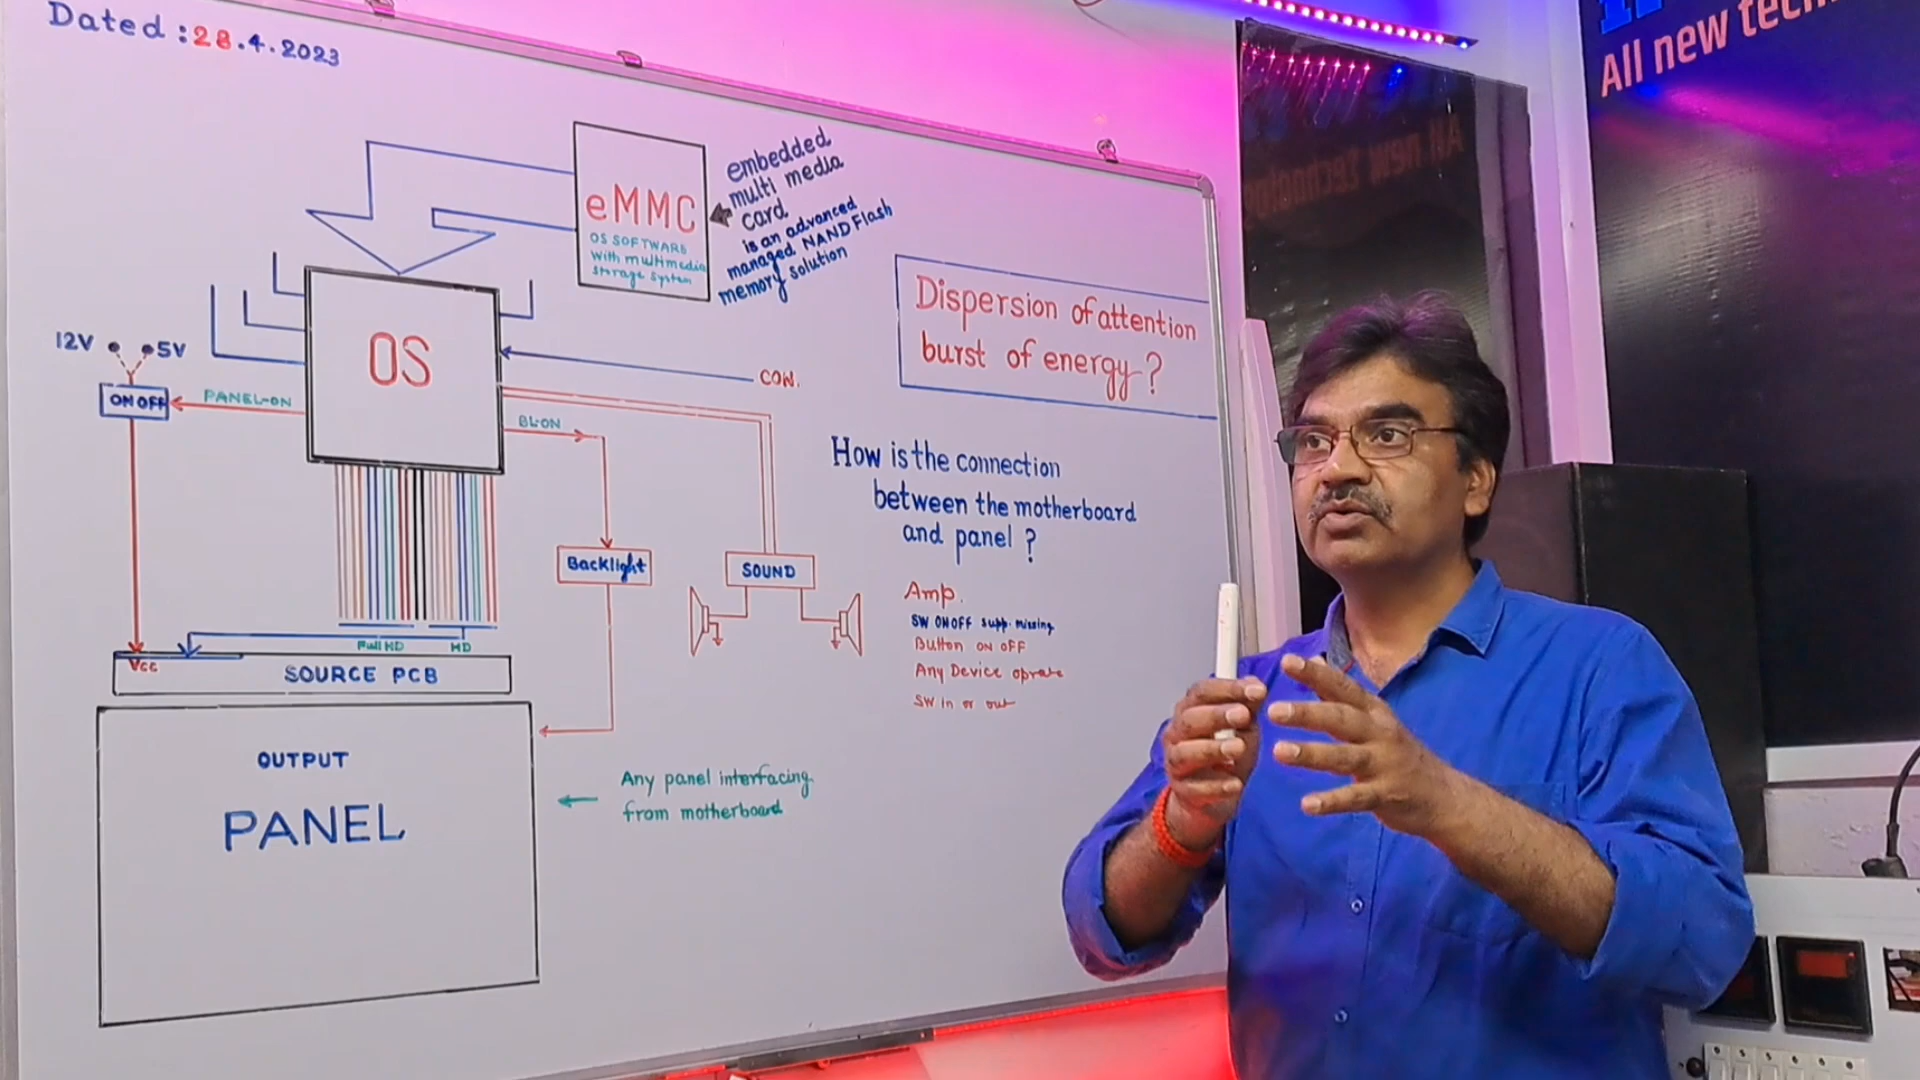 Dated : 28.4.2023
All new tech
eMMC
OS SOFTWARE
with multimedia
storage system
embedded
multi media
card
is an advanced
managed NAND Flash
memory solution
Dispersion of attention
burst of energy ?
OS
12V
5V
ON OFF
PANEL-ON
BL-ON
How is the connection
between the motherboard
and panel ?
Backlight
SOUND
Amp.
SW ON OFF supp. missing
Button ON OFF
Any Device oprate
SW in or out
Full HD
HD
Vcc
SOURCE PCB
OUTPUT
PANEL
Any panel interfacing
from motherboard